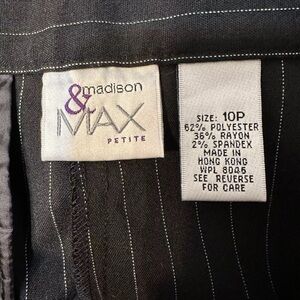 madison
& MAX
PETITE
SIZE: 10P
62% POLYESTER
36% RAYON
2% SPANDEX
MADE IN
HONG KONG
WPL 8046
SEE REVERSE
FOR CARE